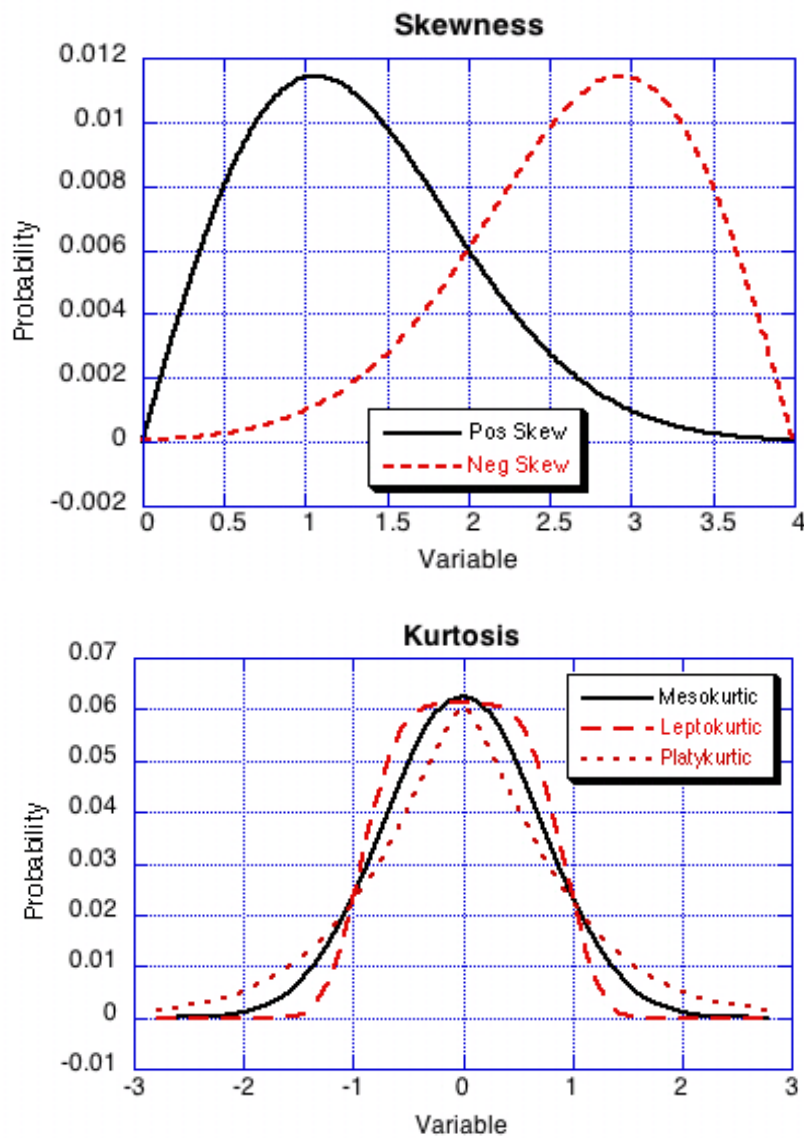 Skewness
0.012
0.01
0.008
0.006
0.004
0.002
0
-0.002
Probability
Pos Skew
Neg Skew
0 0.5 1 1.5 2 2.5 3 3.5 4
Variable
Kurtosis
0.07
0.06
0.05
0.04
0.03
0.02
0.01
0
-0.01
Probability
Mesokurtic
Leptokurtic
Platykurtic
-3 -2 -1 0 1 2 3
Variable